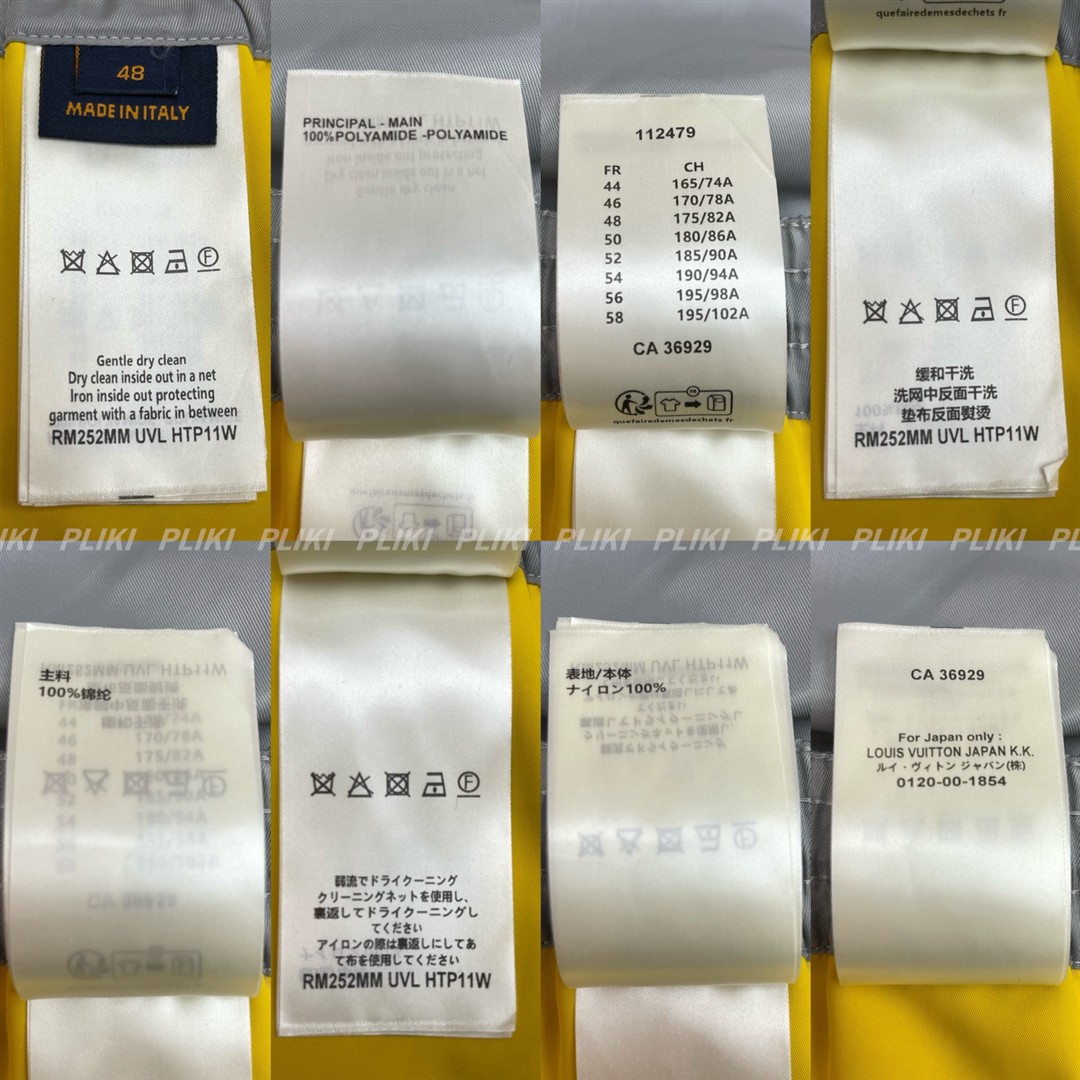 48
MADE IN ITALY
Gentle dry clean
Dry clean inside out in a net
Iron inside out protecting
garment with a fabric in between
RM252MM UVL HTP11W
PRINCIPAL - MAIN
100%POLYAMIDE -POLYAMIDE
112479
FR CH
44 165/74A
46 170/78A
48 175/82A
50 180/86A
52 185/90A
54 190/94A
56 195/98A
58 195/102A
CA 36929
FR
quefairedemesdechets.fr
quefairedemesdechets fr
F
缓和干洗
洗网中反面干洗
垫布反面熨烫
RM252MM UVL HTP11W
PLIKI PLIKI PLIKI PLIKI PLIKI PLIKI PLIKI PLIKI PLIKI PLIKI
主料
100%锦纶
弱流でドライクーニング
クリーニングネットを使用し、
裏返してドライクーニングし
てください
アイロンの際は裏返しにしてあ
て布を使用してください
RM252MM UVL HTP11W
表地/本体
ナイロン100%
CA 36929
For Japan only :
LOUIS VUITTON JAPAN K.K.
ルイ・ヴィトン ジャパン(株)
0120-00-1854